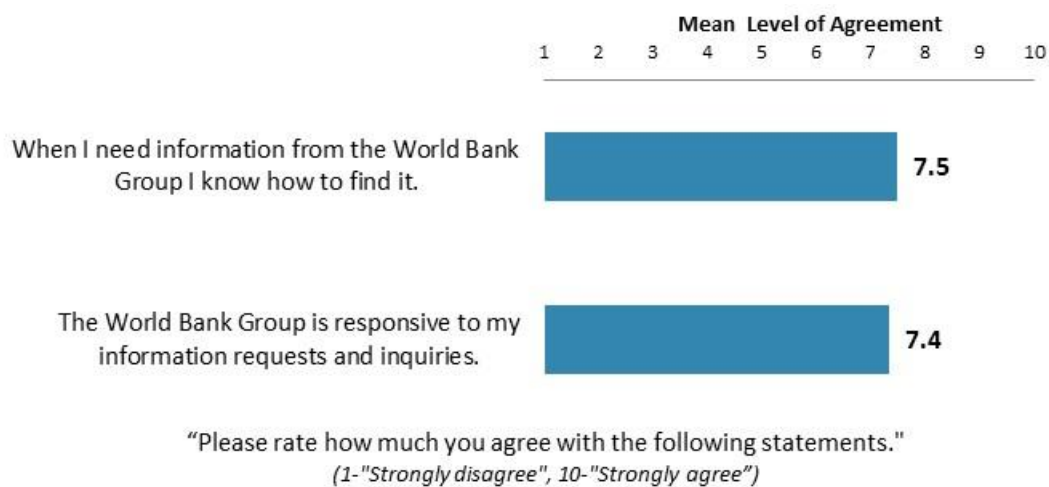 Mean Level of Agreement
1 2 3 4 5 6 7 8 9 10
When I need information from the World Bank
Group I know how to find it.
7.5
The World Bank Group is responsive to my
information requests and inquiries.
7.4
“Please rate how much you agree with the following statements."
(1-"Strongly disagree", 10-"Strongly agree”)